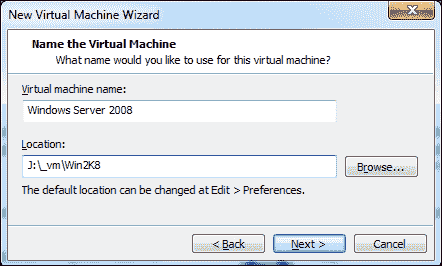 New Virtual Machine Wizard
Name the Virtual Machine
What name would you like to use for this virtual machine?
Virtual machine name:
Windows Server 2008
Location:
J:\_vm\Win2K8
Browse...
The default location can be changed at Edit > Preferences.
< Back
Next >
Cancel